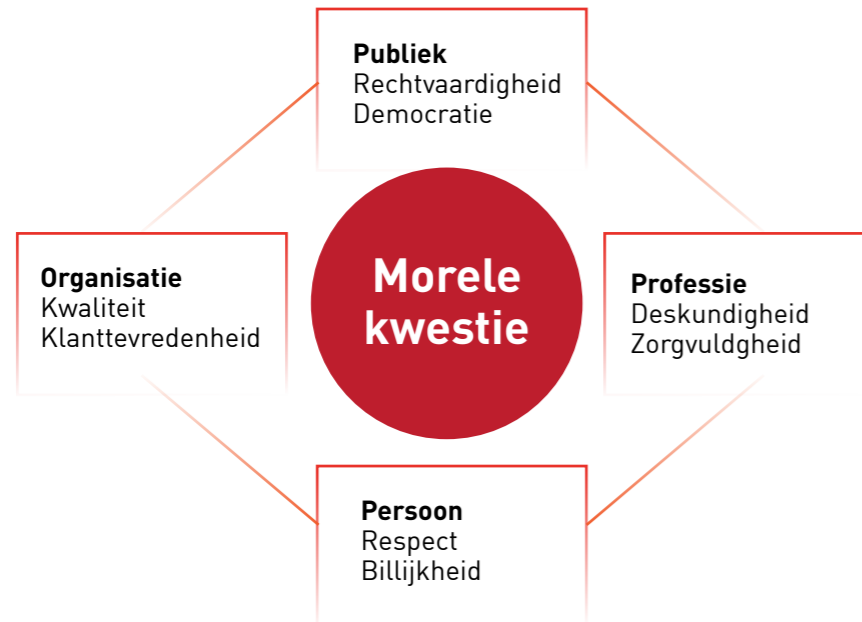 Publiek
Rechtvaardigheid
Democratie
Organisatie
Kwaliteit
Klanttevredenheid
Morele
kwestie
Professie
Deskundigheid
Zorgvuldgheid
Persoon
Respect
Billijkheid